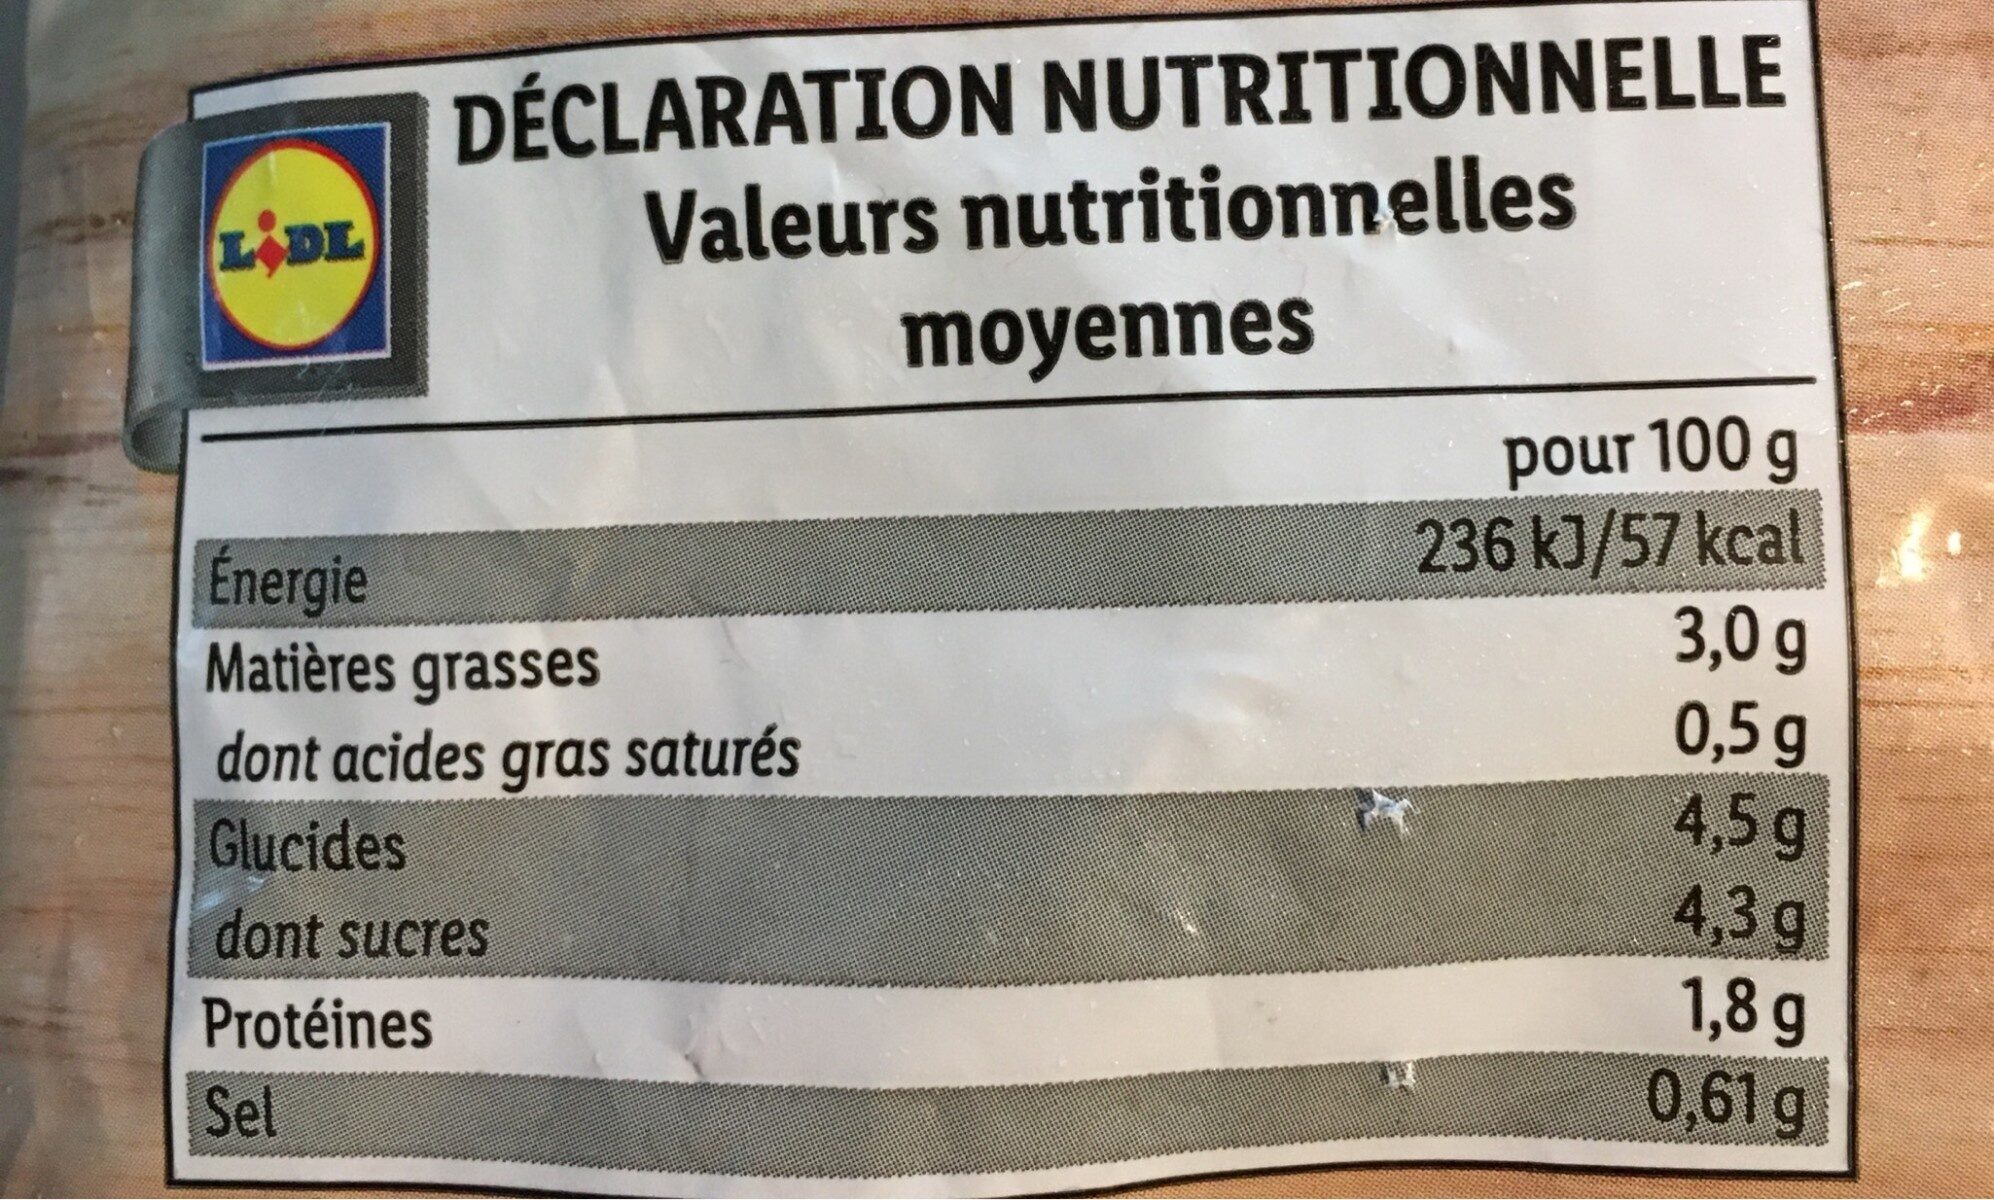 LIDL
DÉCLARATION NUTRITIONNELLE
Valeurs nutritionnelles
moyennes
pour 100 g
Énergie 236 kJ/57 kcal
Matières grasses 3,0 g
dont acides gras saturés 0,5 g
Glucides 4,5 g
dont sucres 4,3 g
Protéines 1,8 g
Sel 0,61 g